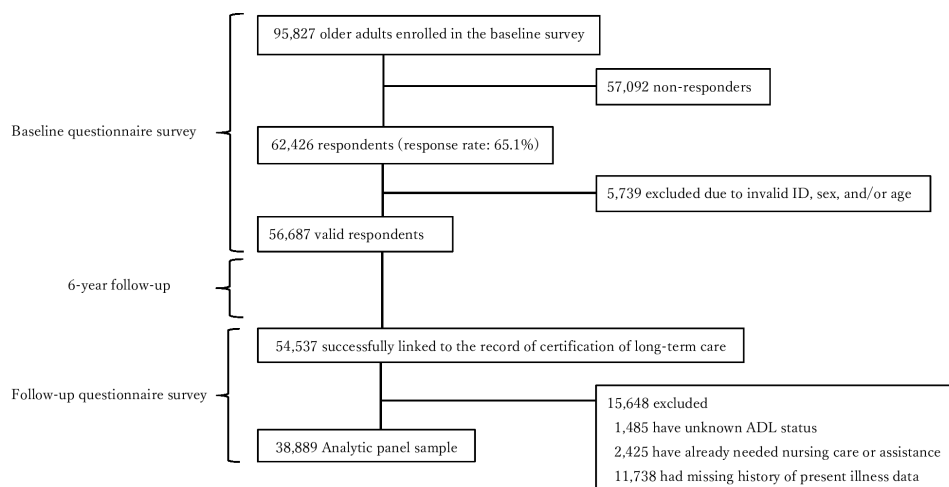 95,827 older adults enrolled in the baseline survey
57,092 non-responders
Baseline questionnaire survey
62,426 respondents (response rate: 65.1%)
5,739 excluded due to invalid ID, sex, and/or age
56,687 valid respondents
6-year follow-up
54,537 successfully linked to the record of certification of long-term care
Follow-up questionnaire survey
15,648 excluded
1,485 have unknown ADL status
2,425 have already needed nursing care or assistance
11,738 had missing history of present illness data
38,889 Analytic panel sample